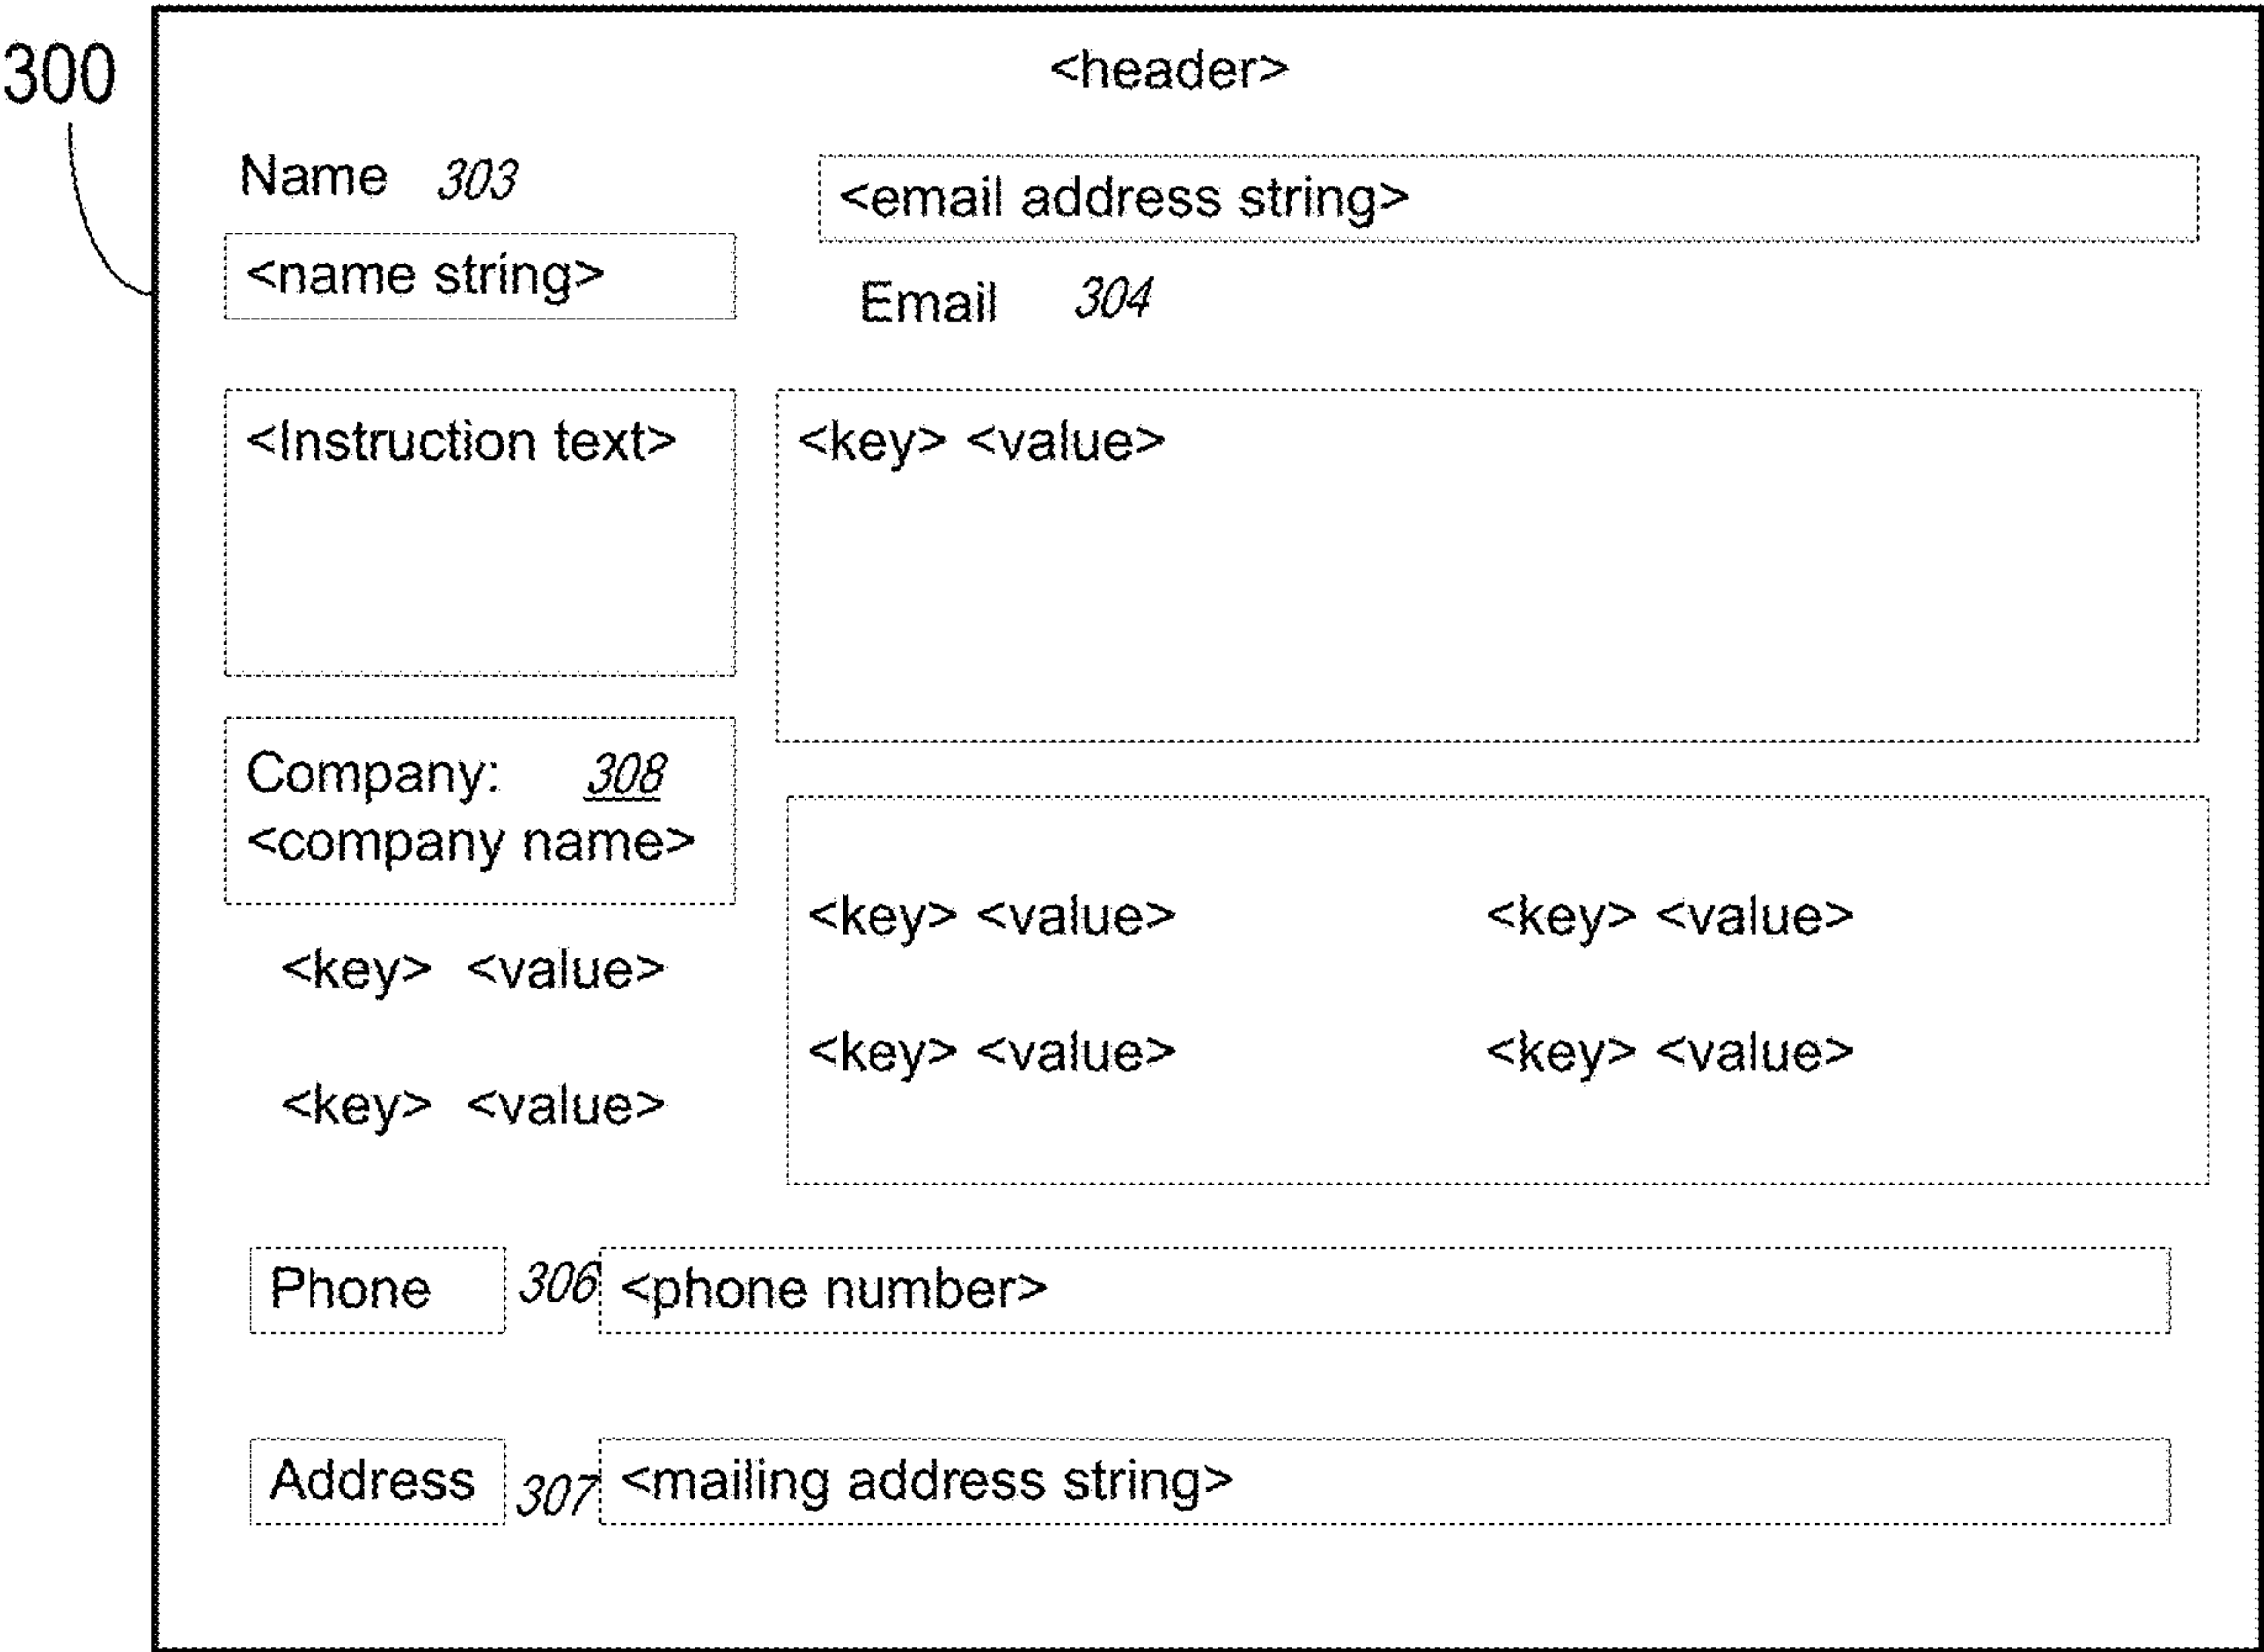 300
<header>
Name 303
<email address string>
<name string>
Email 304
<Instruction text>
<key> <value>
Company: 308
<company name>
<key> <value> <key> <value>
<key> <value>
<key> <value> <key> <value>
<key> <value>
Phone 306 <phone number>
Address 307 <mailing address string>